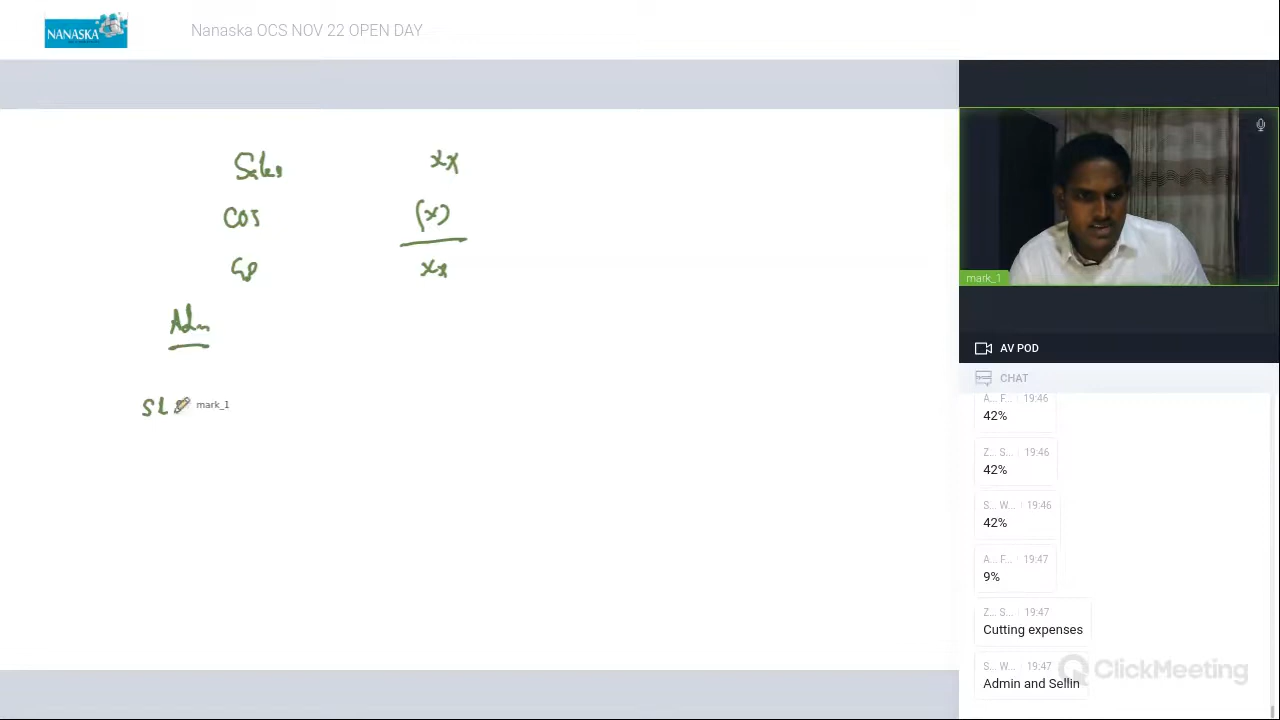 NANASKA
Nanaska OCS NOV 22 OPEN DAY
Sales xx
COS (x)
GP xx
Adm
mark_1
mark_1
AV POD
CHAT
A... F... 19:46
42%
Z... S... 19:46
42%
S... W... 19:46
42%
A... F... 19:47
9%
Z... S... 19:47
Cutting expenses
S... W... 19:47
Admin and Sellin
ClickMeeting